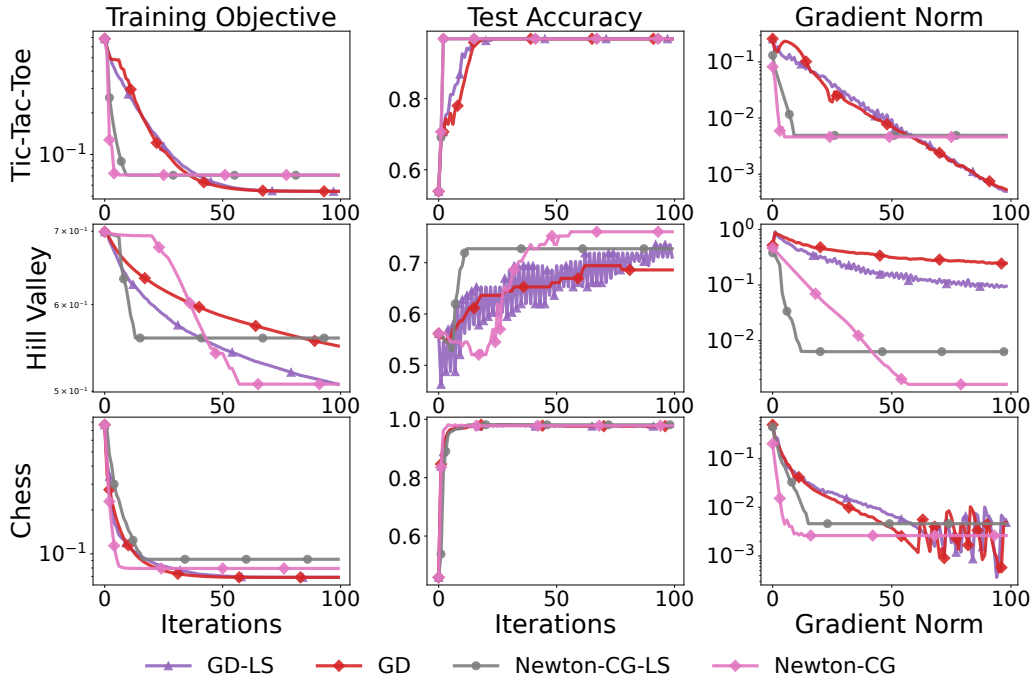 Training Objective Test Accuracy Gradient Norm
Tic-Tac-Toe
10⁻¹
0 50 100
0.8
0.6
0 50 100
10⁻¹
10⁻²
10⁻³
0 50 100
Hill Valley
7 × 10⁻¹
6 × 10⁻¹
5 × 10⁻¹
0 50 100
0.7
0.6
0.5
0 50 100
10⁰
10⁻¹
10⁻²
0 50 100
Chess
10⁻¹
0 50 100
Iterations
1.0
0.8
0.6
0 50 100
Iterations
10⁻¹
10⁻²
10⁻³
0 50 100
Gradient Norm
GD-LS GD Newton-CG-LS Newton-CG